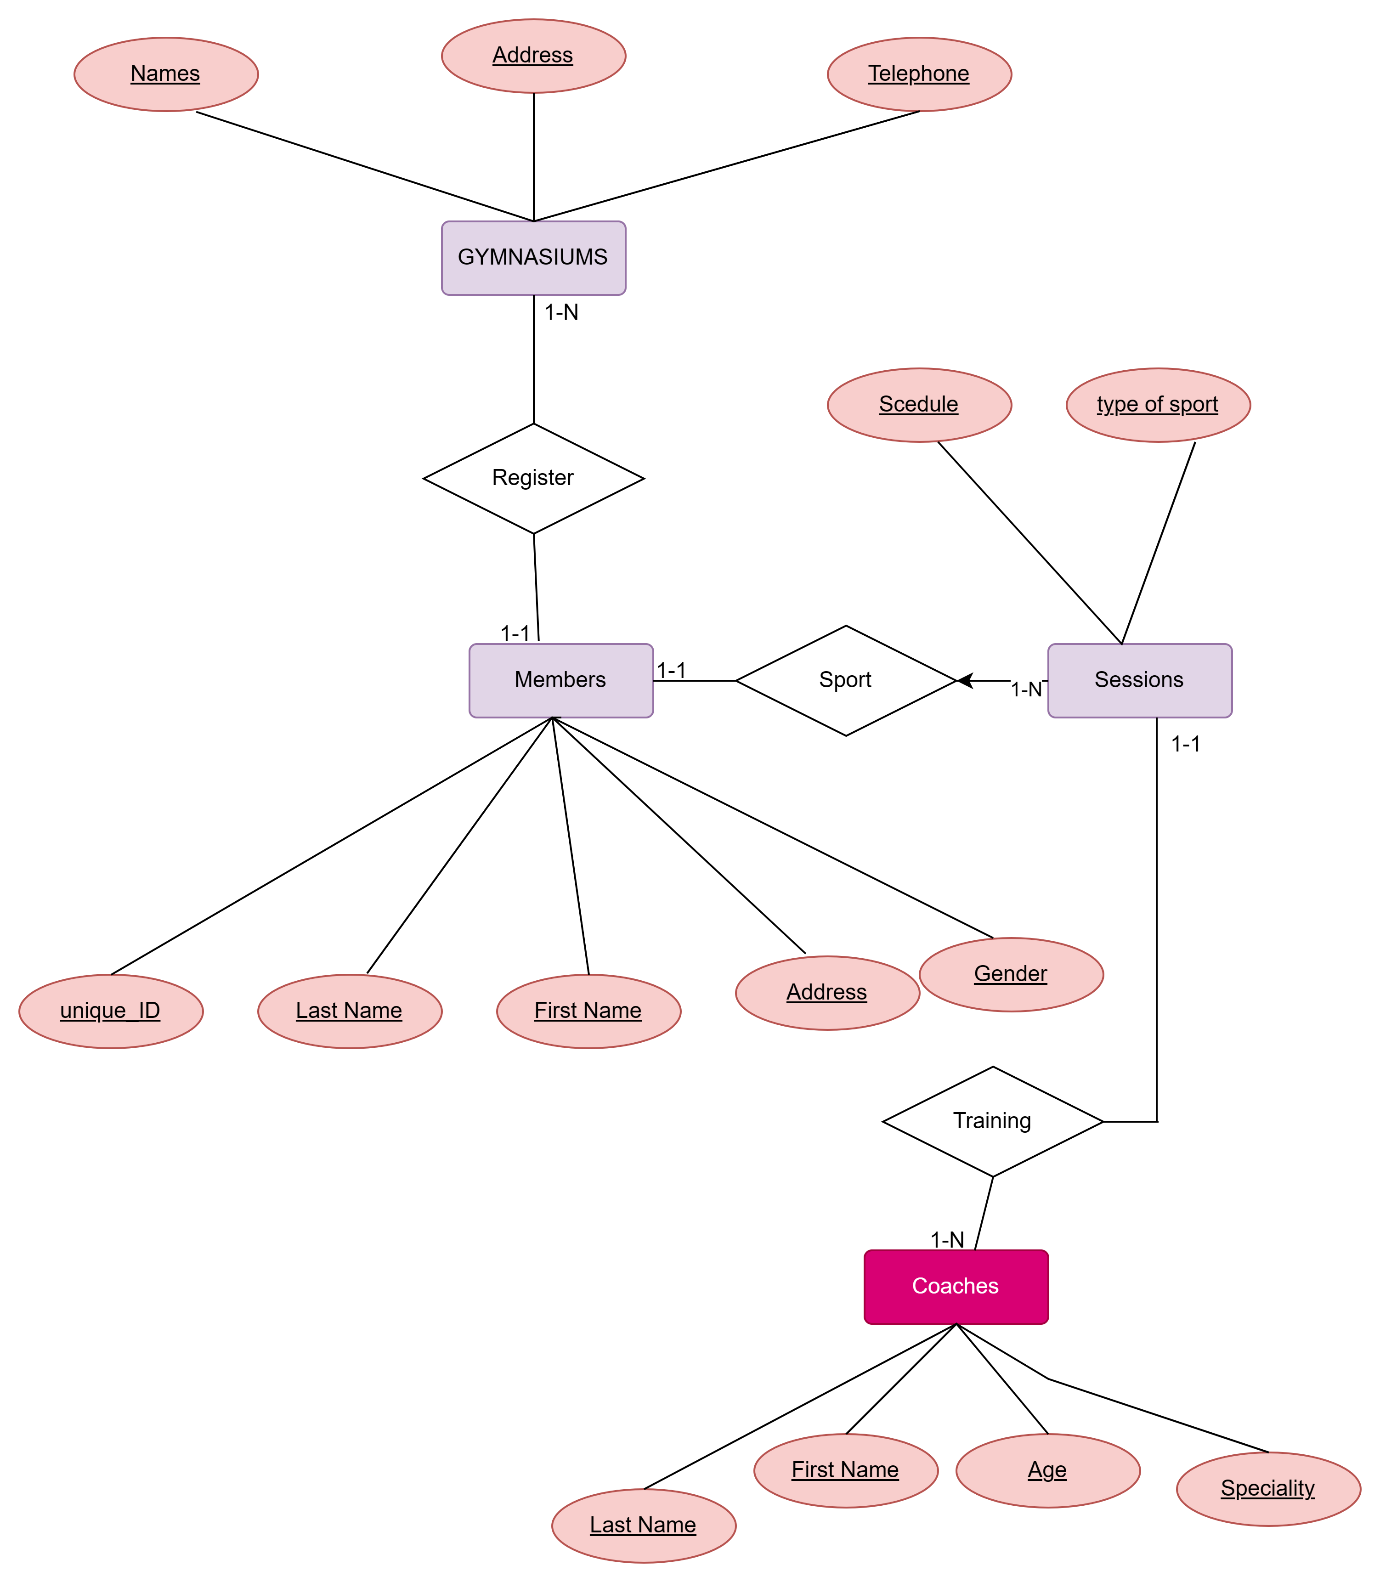 Names
Address
Telephone
GYMNASIUMS
1-N
Scedule
type of sport
Register
1-1
Members
1-1
Sport
1-N
Sessions
1-1
unique_ID
Last Name
First Name
Address
Gender
Training
1-N
Coaches
Last Name
First Name
Age
Speciality